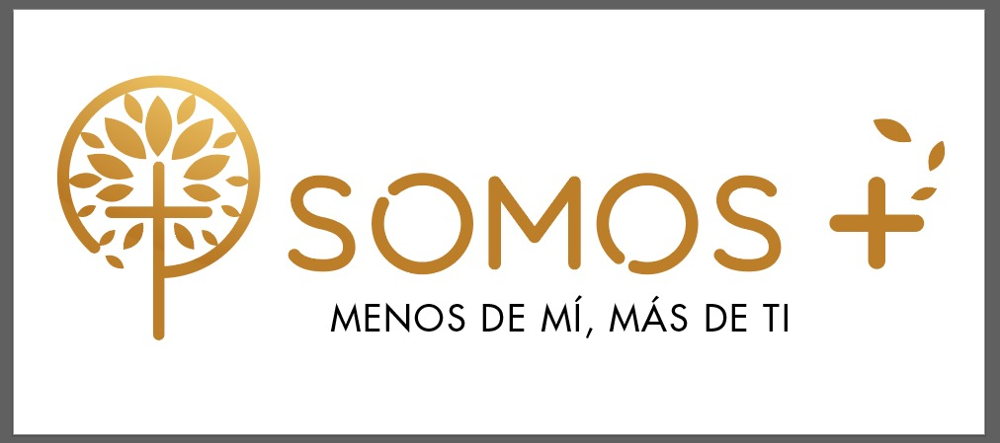 SOMOS +
MENOS DE MÍ, MÁS DE TI